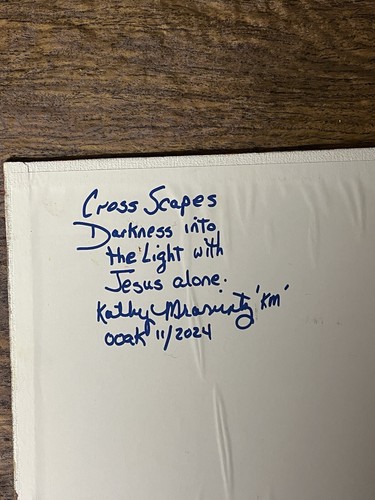 Cross Scapes
Darkness into
the Light with
Jesus alone.
Kathy 'KM'
ooak 11/2024